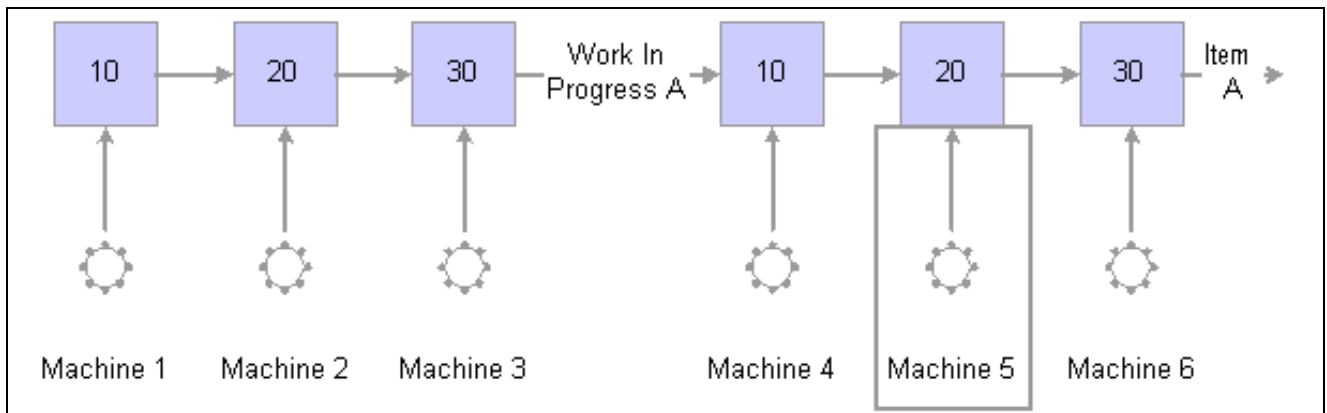 10
20
30
Work In
Progress A
10
20
30
Item
A
Machine 1
Machine 2
Machine 3
Machine 4
Machine 5
Machine 6